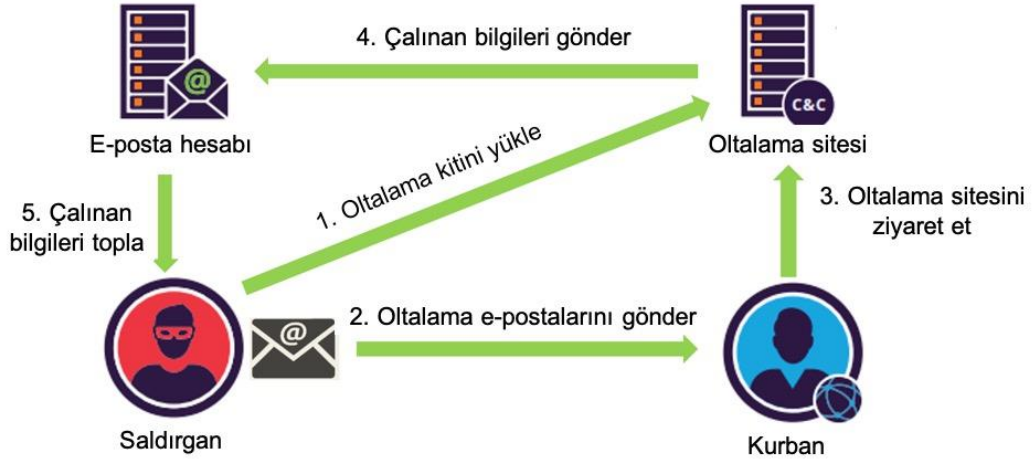 4. Çalınan bilgileri gönder
@
C&C
E-posta hesabı
Oltalama sitesi
1. Oltalama kitini yükle
5. Çalınan
bilgileri topla
3. Oltalama sitesini
ziyaret et
@
2. Oltalama e-postalarını gönder
Saldırgan
Kurban